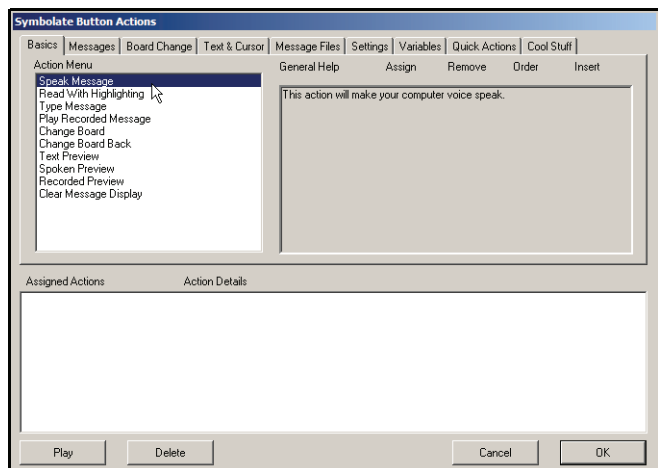 Symbolate Button Actions
Basics Messages Board Change Text & Cursor Message Files Settings Variables Quick Actions Cool Stuff
Action Menu General Help Assign Remove Order Insert
Speak Message
Read With Highlighting
Type Message
Play Recorded Message
Change Board
Change Board Back
Text Preview
Spoken Preview
Recorded Preview
Clear Message Display
This action will make your computer voice speak.
Assigned Actions Action Details
Play Delete Cancel OK